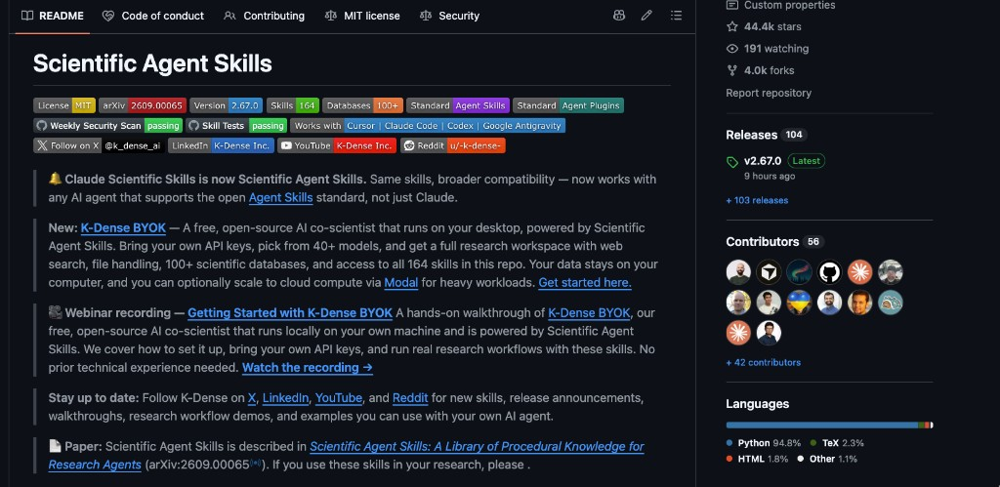 README
Code of conduct
Contributing
MIT license
Security
Scientific Agent Skills
License MIT arXiv 2609.00065 Version 2.67.0 Skills 164 Databases 100+ Standard Agent Skills Standard Agent Plugins
Weekly Security Scan passing Skill Tests passing Works with Cursor | Claude Code | Codex | Google Antigravity
Follow on X @k_dense_ai LinkedIn K-Dense Inc. YouTube K-Dense Inc. Reddit u/-k-dense-
Claude Scientific Skills is now Scientific Agent Skills. Same skills, broader compatibility — now works with
any AI agent that supports the open Agent Skills standard, not just Claude.
New: K-Dense BYOK — A free, open-source AI co-scientist that runs on your desktop, powered by Scientific
Agent Skills. Bring your own API keys, pick from 40+ models, and get a full research workspace with web
search, file handling, 100+ scientific databases, and access to all 164 skills in this repo. Your data stays on your
computer, and you can optionally scale to cloud compute via Modal for heavy workloads. Get started here.
Webinar recording — Getting Started with K-Dense BYOK A hands-on walkthrough of K-Dense BYOK, our
free, open-source AI co-scientist that runs locally on your own machine and is powered by Scientific Agent
Skills. We cover how to set it up, bring your own API keys, and run real research workflows with these skills. No
prior technical experience needed. Watch the recording →
Stay up to date: Follow K-Dense on X, LinkedIn, YouTube, and Reddit for new skills, release announcements,
walkthroughs, research workflow demos, and examples you can use with your own AI agent.
Paper: Scientific Agent Skills is described in Scientific Agent Skills: A Library of Procedural Knowledge for
Research Agents (arXiv:2609.00065). If you use these skills in your research, please .
Custom properties
44.4k stars
191 watching
4.0k forks
Report repository
Releases 104
v2.67.0 Latest
9 hours ago
+ 103 releases
Contributors 56
+ 42 contributors
Languages
Python 94.8% TeX 2.3%
HTML 1.8% Other 1.1%